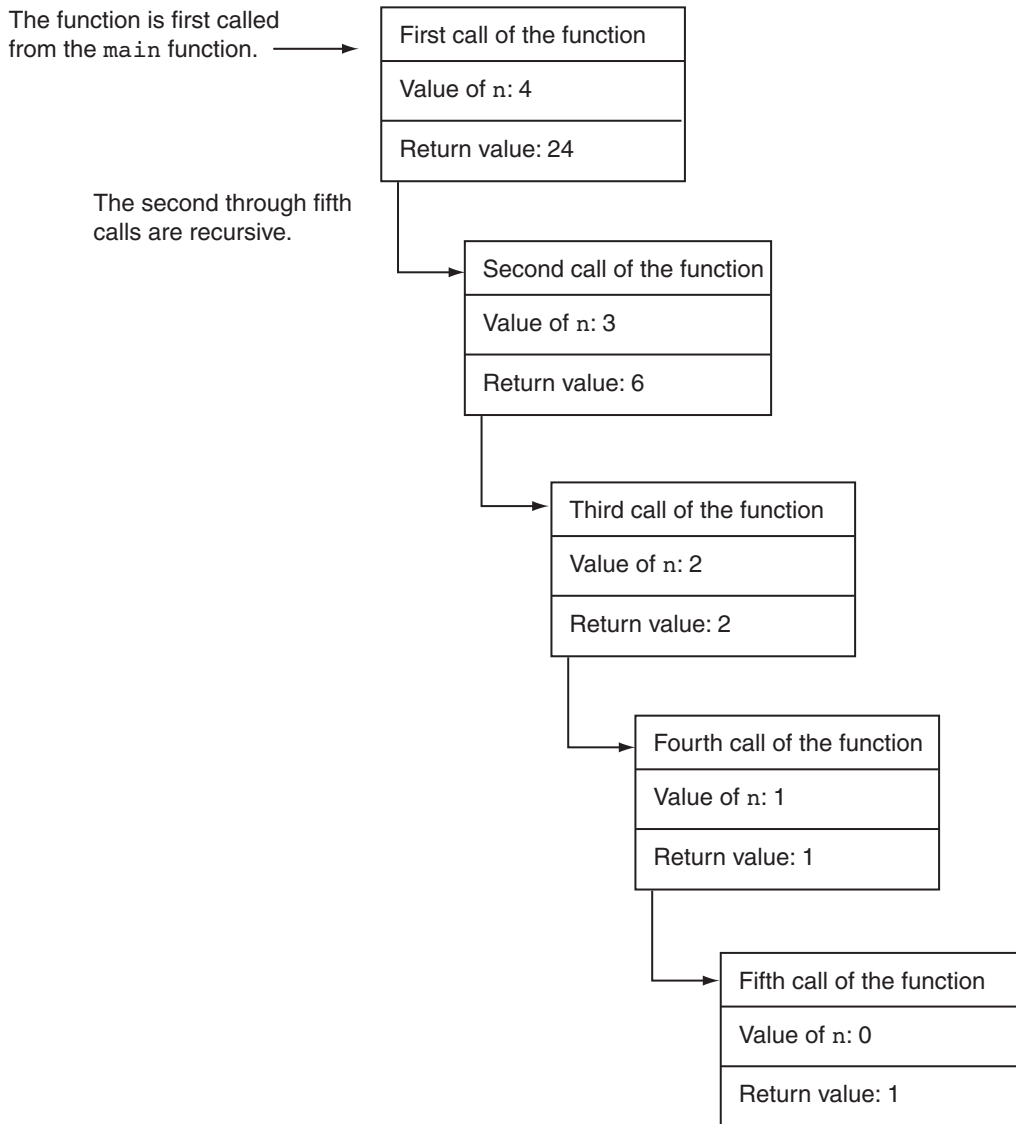 The function is first called
from the main function.
First call of the function
Value of n: 4
Return value: 24
The second through fifth
calls are recursive.
Second call of the function
Value of n: 3
Return value: 6
Third call of the function
Value of n: 2
Return value: 2
Fourth call of the function
Value of n: 1
Return value: 1
Fifth call of the function
Value of n: 0
Return value: 1